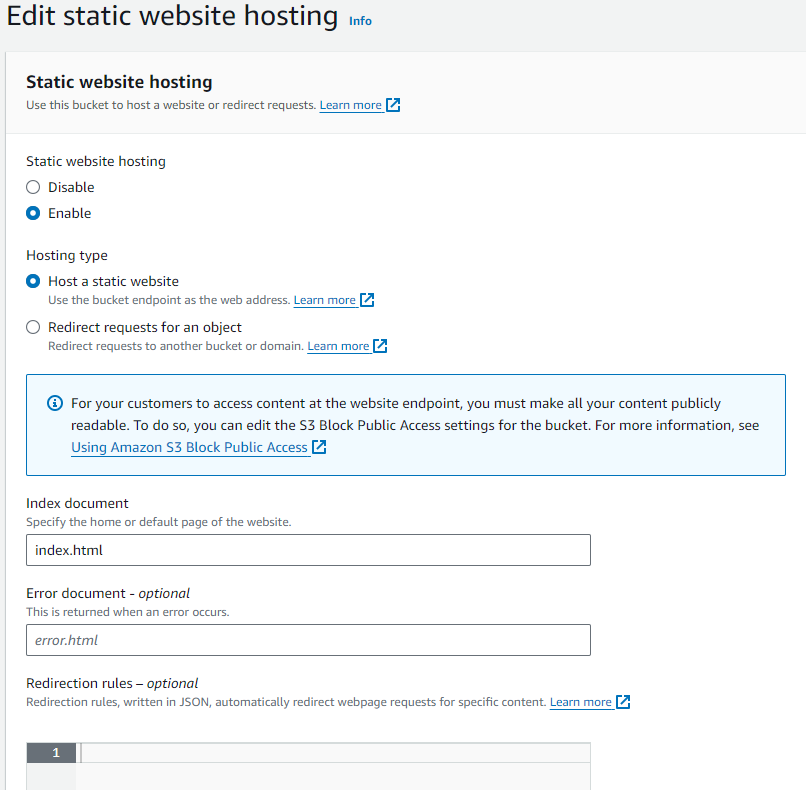 Edit static website hosting Info
Static website hosting
Use this bucket to host a website or redirect requests. Learn more
Static website hosting
Disable
Enable
Hosting type
Host a static website
Use the bucket endpoint as the web address. Learn more
Redirect requests for an object
Redirect requests to another bucket or domain. Learn more
For your customers to access content at the website endpoint, you must make all your content publicly
readable. To do so, you can edit the S3 Block Public Access settings for the bucket. For more information, see
Using Amazon S3 Block Public Access
Index document
Specify the home or default page of the website.
index.html
Error document - optional
This is returned when an error occurs.
error.html
Redirection rules – optional
Redirection rules, written in JSON, automatically redirect webpage requests for specific content. Learn more
1